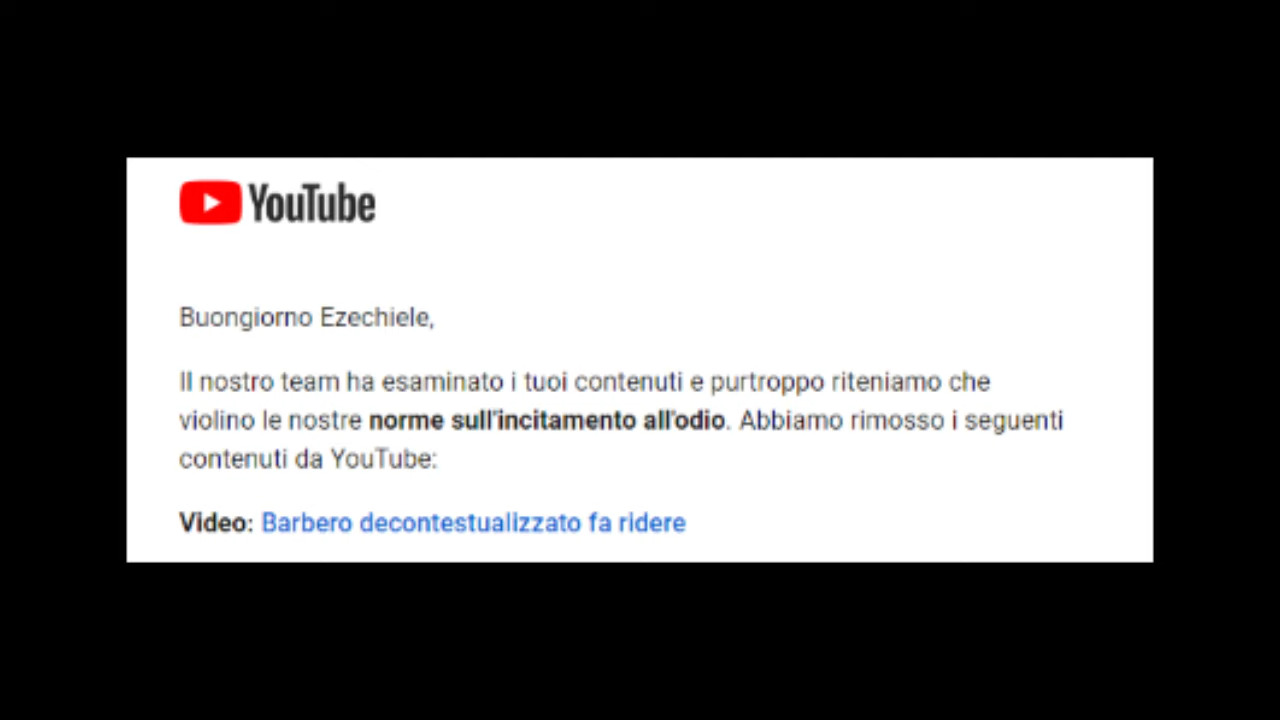 YouTube
Buongiorno Ezechiele,
Il nostro team ha esaminato i tuoi contenuti e purtroppo riteniamo che
violino le nostre norme sull'incitamento all'odio. Abbiamo rimosso i seguenti
contenuti da YouTube:
Video: Barbero decontestualizzato fa ridere